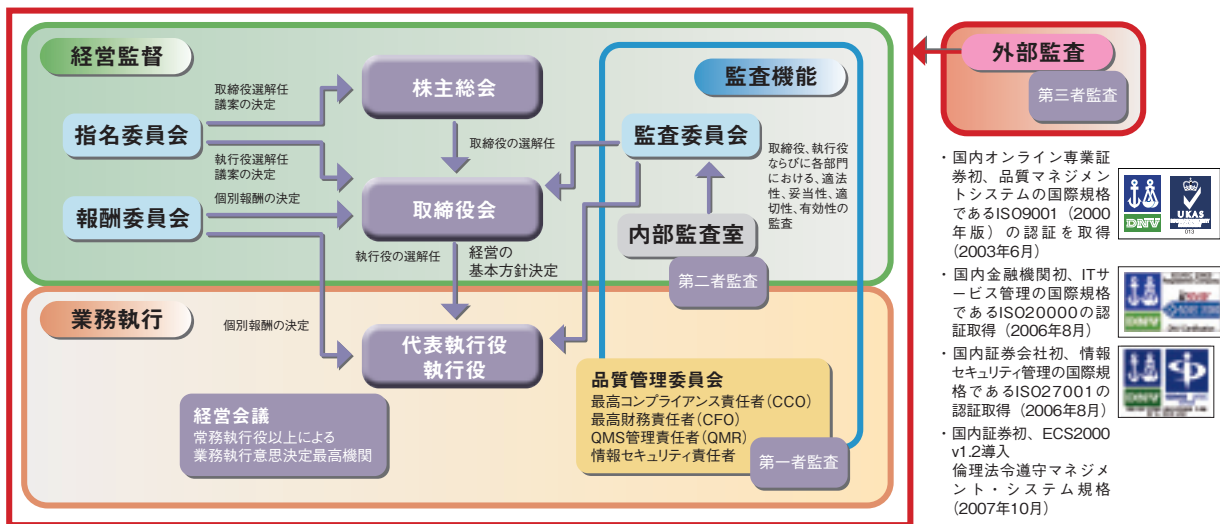 経営監督
取締役選解任
議案の決定
株主総会
指名委員会
取締役の選解任
執行役選解任
議案の決定
個別報酬の決定
報酬委員会
取締役会
執行役の選解任
経営の
基本方針決定
監査機能
監査委員会
取締役、執行役
ならびに各部門
における、適法
性、妥当性、適
切性、有効性の
監査
内部監査室
第二者監査
業務執行
個別報酬の決定
代表執行役
執行役
経営会議
常務執行役以上による
業務執行意思決定最高機関
品質管理委員会
最高コンプライアンス責任者（CCO）
最高財務責任者（CFO）
QMS管理責任者（QMR）
情報セキュリティ責任者
第一者監査
外部監査
第三者監査
・国内オンライン専業証
券初、品質マネジメン
トシステムの国際規格
であるISO9001（2000
年版）の認証を取得
（2003年6月）
DNV
UKAS
013
・国内金融機関初、ITサ
ービス管理の国際規格
であるISO20000の認
証取得（2006年8月）
DNV
・国内証券会社初、情報
セキュリティ管理の国際規
格であるISO27001の
認証取得（2006年8月）
DNV
・国内証券初、ECS2000
v1.2導入
倫理法令遵守マネジメ
ント・システム規格
（2007年10月）